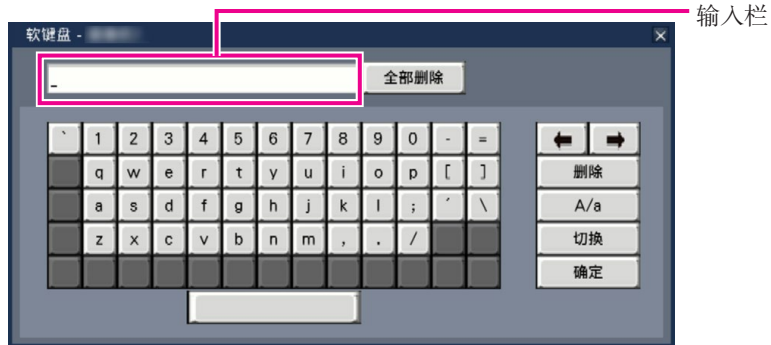 输入栏
软键盘 -
_
全部删除
` 1 2 3 4 5 6 7 8 9 0 - =
q w e r t y u i o p [ ]
删除
a s d f g h j k l ; ´ \
A/a
z x c v b n m , . /
切换
确定